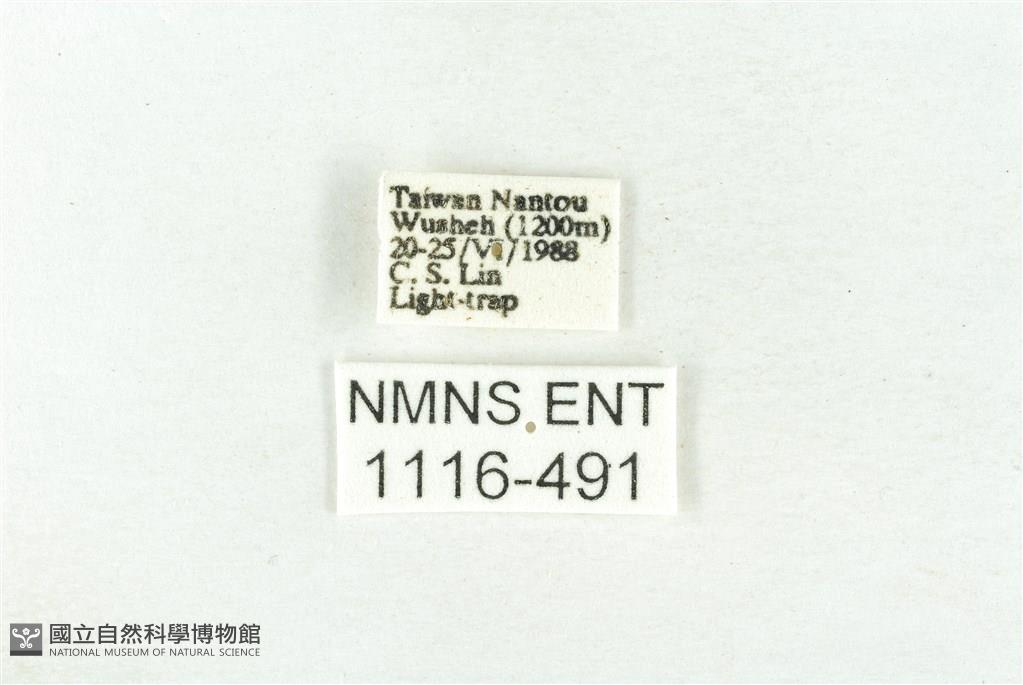 Taiwan Nantou
Wusheh (1200m)
20-25/VI/1988
C. S. Lin
Light-trap
NMNS ENT
1116-491
國立自然科學博物館
NATIONAL MUSEUM OF NATURAL SCIENCE